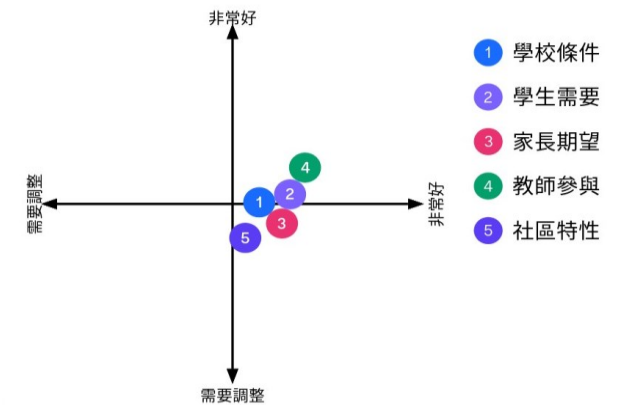 非常好
1 學校條件
2 學生需要
3 家長期望
4 教師參與
5 社區特性
4
2
1
3
5
需要調整
非常好
需要調整